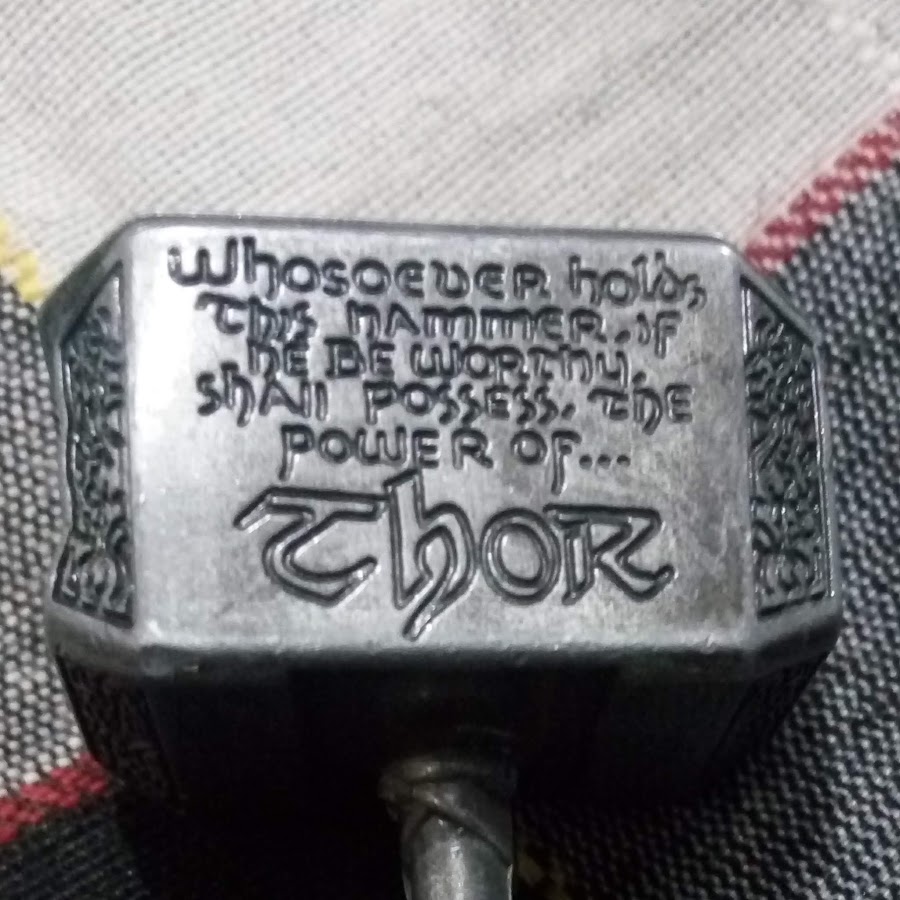 Whosoever holds
This hammer, if
he be worthy,
shall possess. the
power of...
Thor